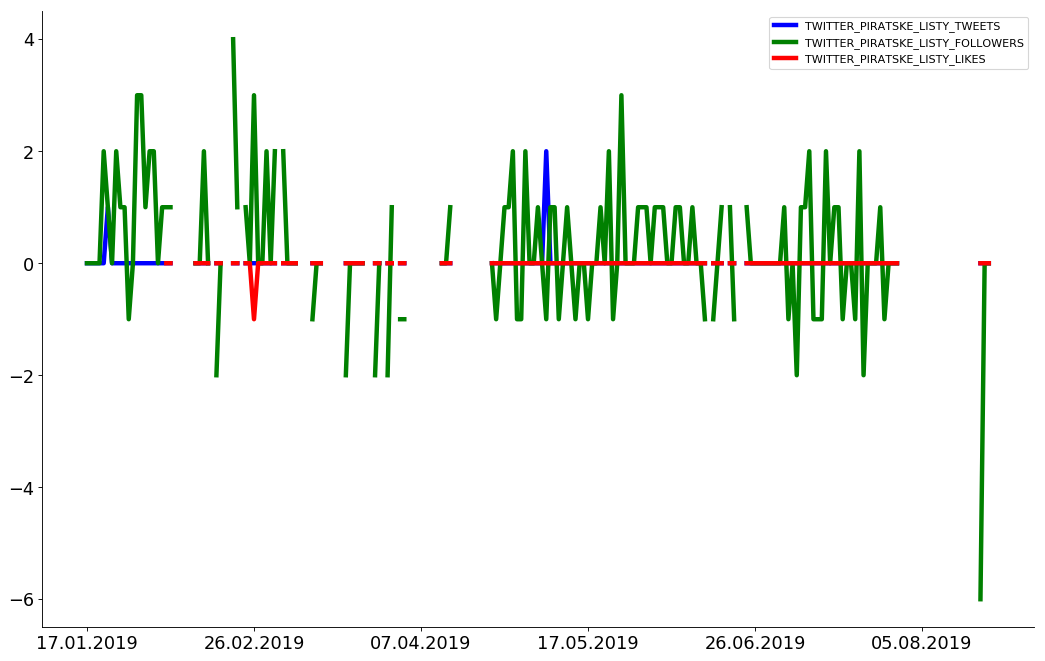 TWITTER_PIRATSKE_LISTY_TWEETS
TWITTER_PIRATSKE_LISTY_FOLLOWERS
TWITTER_PIRATSKE_LISTY_LIKES
4
2
0
−2
−4
−6
17.01.2019 26.02.2019 07.04.2019 17.05.2019 26.06.2019 05.08.2019